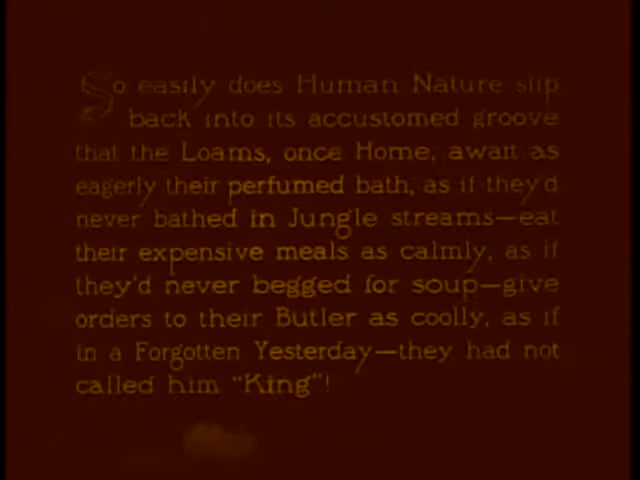 So easily does Human Nature slip
back into its accustomed groove
that the Loams, once Home, await as
eagerly their perfumed bath, as if they'd
never bathed in Jungle streams—eat
their expensive meals as calmly, as if
they'd never begged for soup—give
orders to their Butler as coolly, as if
in a Forgotten Yesterday—they had not
called him "King"!